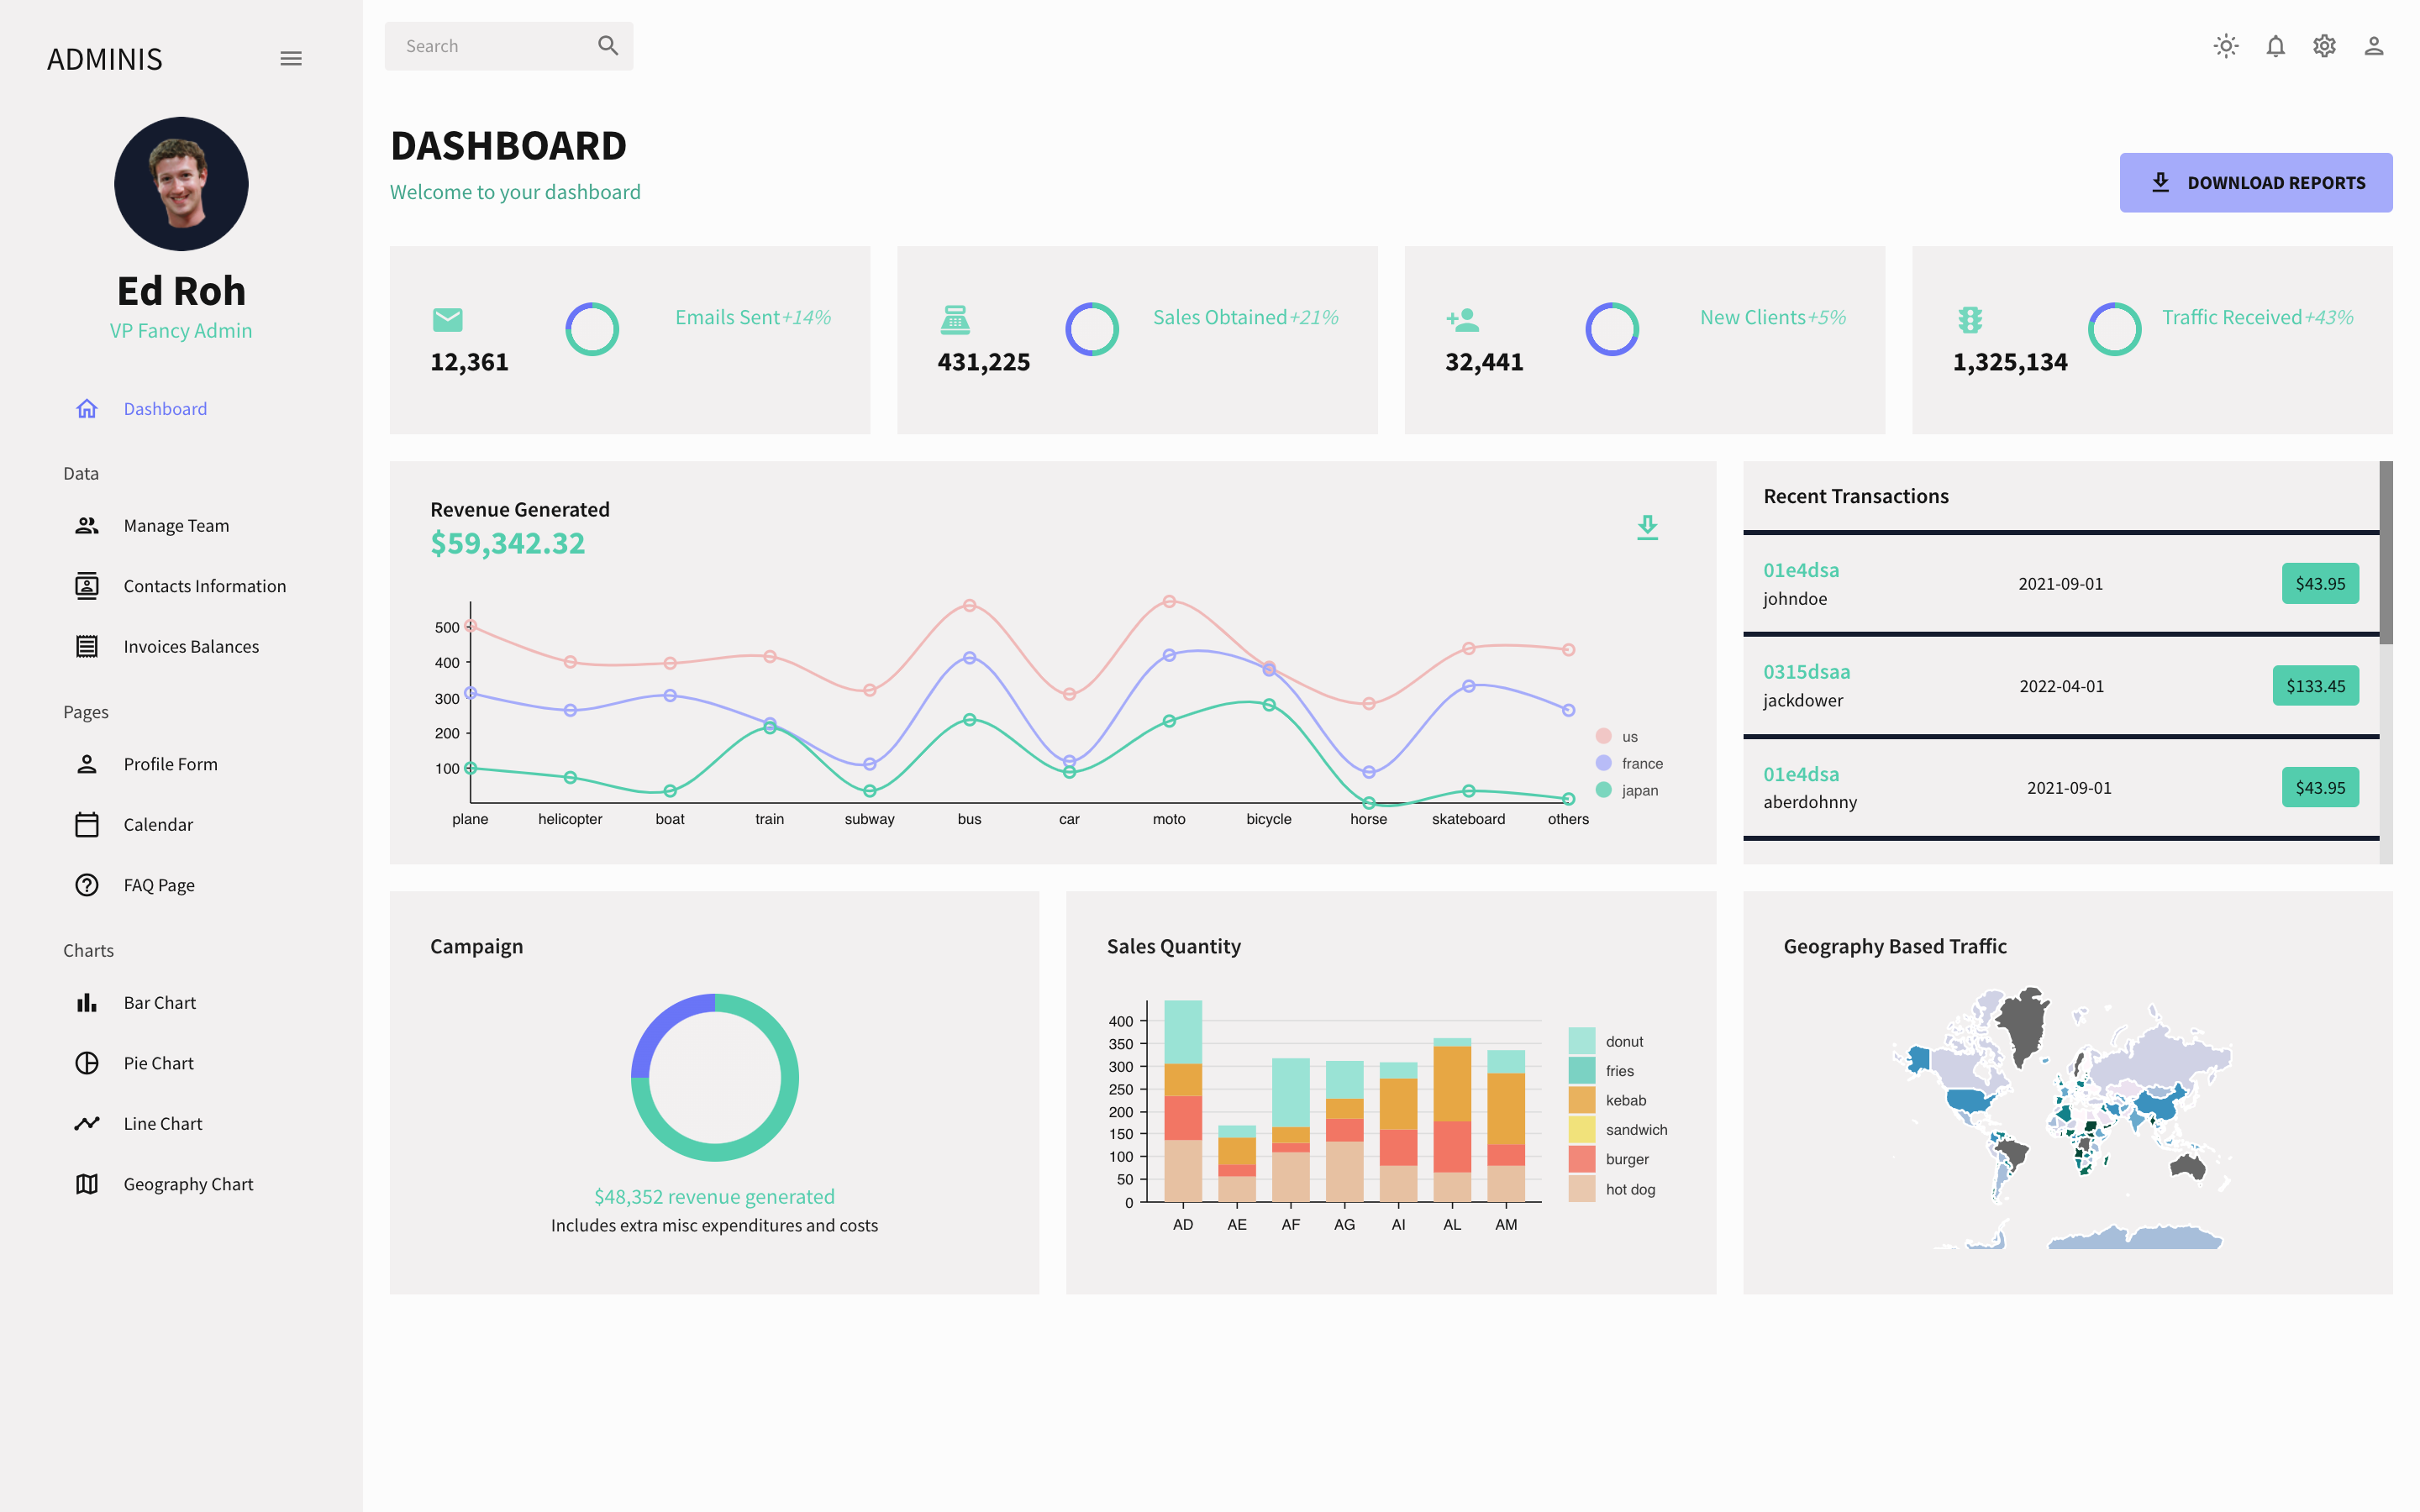 ADMINIS
Ed Roh
VP Fancy Admin
Dashboard
Data
Manage Team
Contacts Information
Invoices Balances
Pages
Profile Form
Calendar
FAQ Page
Charts
Bar Chart
Pie Chart
Line Chart
Geography Chart
Search
DASHBOARD
Welcome to your dashboard
DOWNLOAD REPORTS
Emails Sent +14%
12,361
Sales Obtained +21%
431,225
New Clients +5%
32,441
Traffic Received +43%
1,325,134
Revenue Generated
$59,342.32
500
400
300
200
100
plane helicopter boat train subway bus car moto bicycle horse skateboard others
us
france
japan
Recent Transactions
01e4dsa
johndoe
2021-09-01
$43.95
0315dsaa
jackdower
2022-04-01
$133.45
01e4dsa
aberdohnny
2021-09-01
$43.95
Campaign
$48,352 revenue generated
Includes extra misc expenditures and costs
Sales Quantity
400
350
300
250
200
150
100
50
0
AD AE AF AG AI AL AM
donut
fries
kebab
sandwich
burger
hot dog
Geography Based Traffic